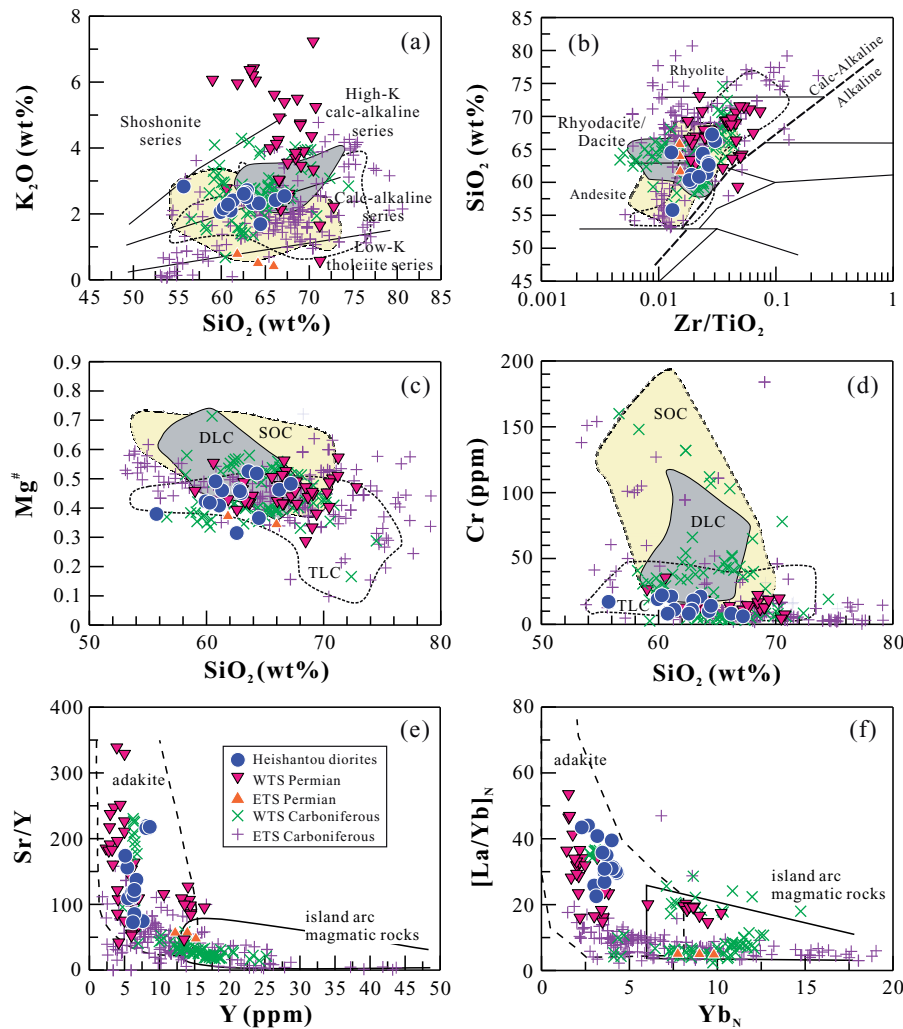 (a)
K2O (wt%)
8
6
4
2
0
Shoshonite
series
High-K
calc-alkaline
series
Calc-alkaline
series
Low-K
tholeiite series
45 50 55 60 65 70 75 80 85
SiO2 (wt%)
(b)
SiO2 (wt%)
85
80
75
70
65
60
55
50
45
Rhyolite
Calc-Alkaline
Alkaline
Rhyodacite/
Dacite
Andesite
0.001 0.01 0.1 1
Zr/TiO2
(c)
Mg#
0.9
0.8
0.7
0.6
0.5
0.4
0.3
0.2
0.1
0
DLC
SOC
TLC
50 60 70 80
SiO2 (wt%)
(d)
Cr (ppm)
200
150
100
50
0
SOC
DLC
TLC
50 60 70 80
SiO2 (wt%)
(e)
Sr/Y
400
300
200
100
0
adakite
Heishantou diorites
WTS Permian
ETS Permian
WTS Carboniferous
ETS Carboniferous
island arc
magmatic rocks
0 5 10 15 20 25 30 35 40 45 50
Y (ppm)
(f)
[La/Yb]N
80
60
40
20
0
adakite
island arc
magmatic rocks
0 5 10 15 20
YbN